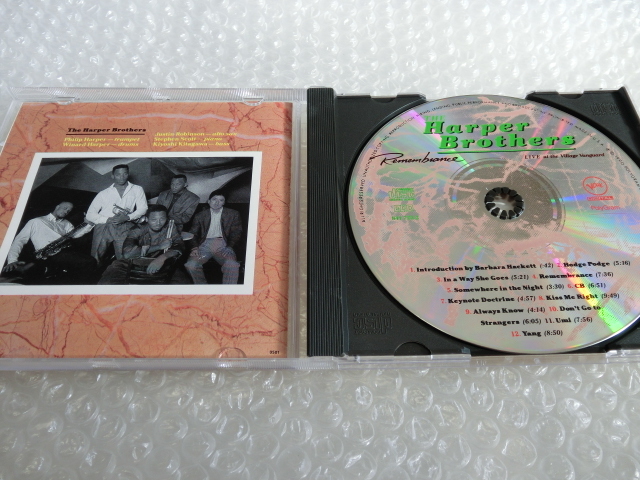 The Harper Brothers
Philip Harper — trumpet
Winard Harper — drums
Justin Robinson — alto sax
Stephen Scott — piano
Kiyoshi Kitagawa — bass
9107
THE
Harper
Brothers
Remembrance
LIVE at the Village Vanguard
Verve
1. Introduction by Barbara Hackett (:42) 2. Hodge Podge (5:16)
3. In a Way She Goes (5:21) 4. Remembrance (7:36)
5. Somewhere in the Night (3:30) 6. CB (6:51)
7. Keynote Doctrine (4:57) 8. Kiss Me Right (9:49)
9. Always Know (4:14) 10. Don't Go to
Strangers (6:05) 11. Umi (7:56)
12. Yang (8:50)